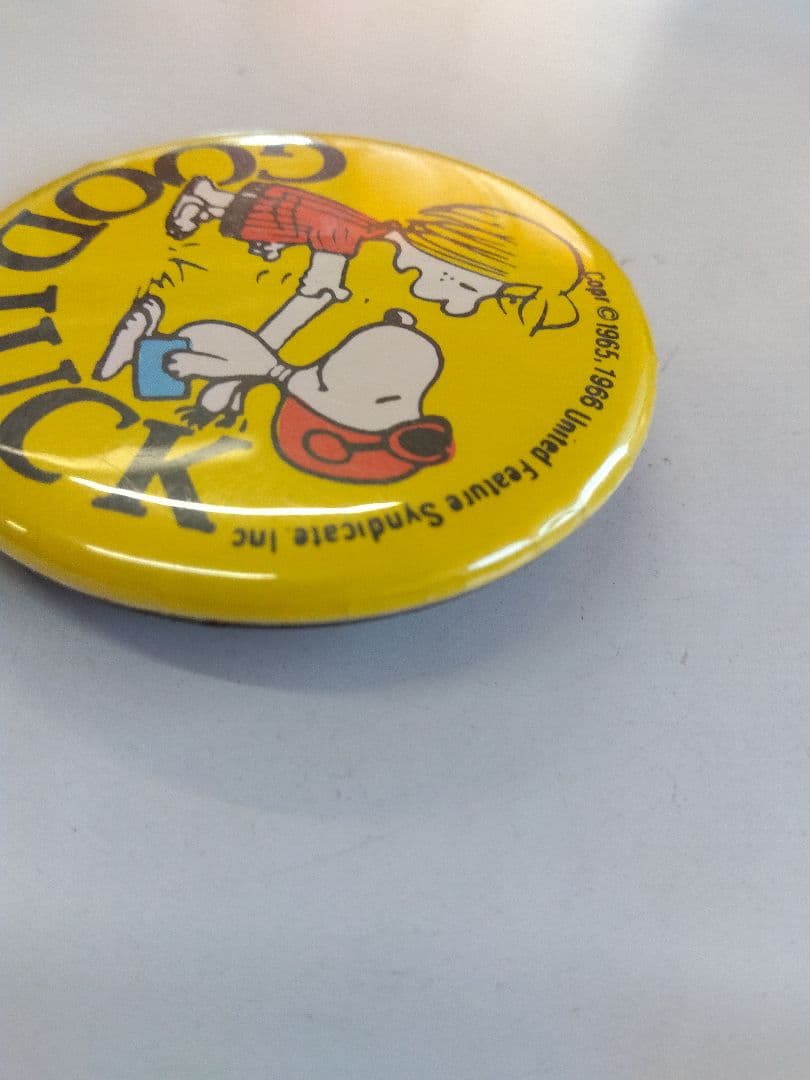 GOOD LUCK
Copr © 1965, 1966 United Feature Syndicate, Inc